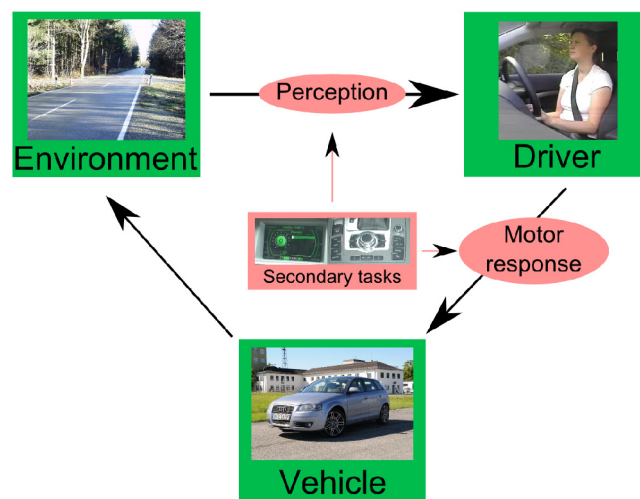 Perception
Environment
Driver
Motor
response
Secondary tasks
Vehicle